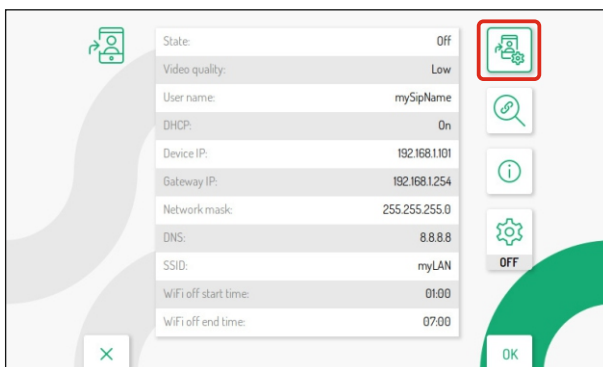 State: Off
Video quality: Low
User name: mySipName
DHCP: On
Device IP: 192.168.1.101
Gateway IP: 192.168.1.254
Network mask: 255.255.255.0
DNS: 8.8.8.8
SSID: myLAN
WiFi off start time: 01:00
WiFi off end time: 07:00
OFF
OK